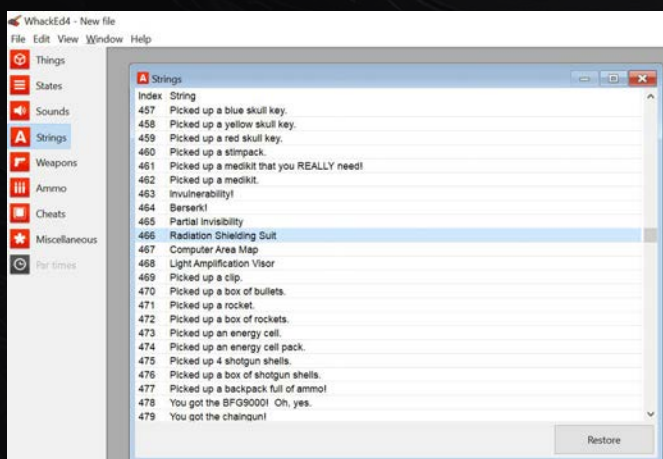 WhackEd4 - New file
File Edit View Window Help
Things
States
Sounds
Strings
Weapons
Ammo
Cheats
Miscellaneous
Par times
Strings
Index String
457 Picked up a blue skull key.
458 Picked up a yellow skull key.
459 Picked up a red skull key.
460 Picked up a stimpack.
461 Picked up a medikit that you REALLY need!
462 Picked up a medikit.
463 Invulnerability!
464 Berserk!
465 Partial Invisibility
466 Radiation Shielding Suit
467 Computer Area Map
468 Light Amplification Visor
469 Picked up a clip.
470 Picked up a box of bullets.
471 Picked up a rocket.
472 Picked up a box of rockets.
473 Picked up an energy cell.
474 Picked up an energy cell pack.
475 Picked up 4 shotgun shells.
476 Picked up a box of shotgun shells.
477 Picked up a backpack full of ammo!
478 You got the BFG9000! Oh, yes.
479 You got the chaingun!
Restore